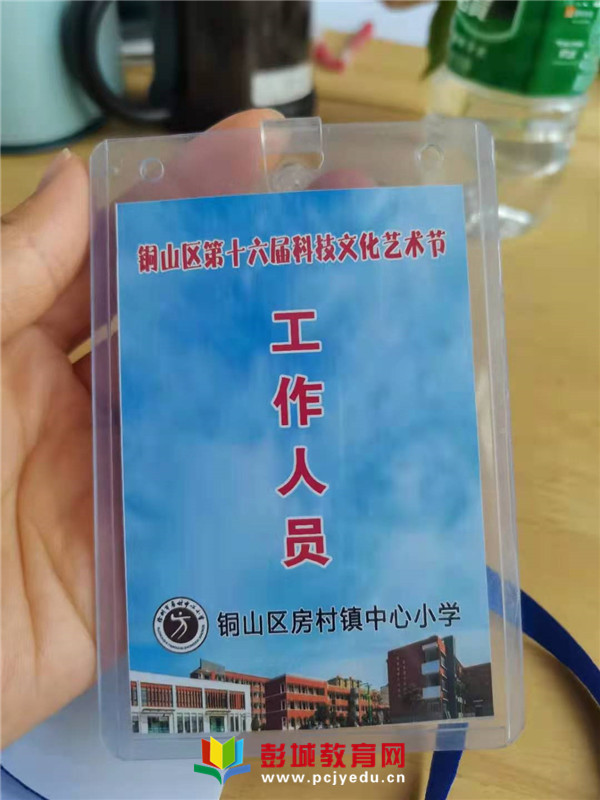 铜山区第十六届科技文化艺术节
工
作
人
员
铜山区房村镇中心小学
彭城教育网
www.pcjyedu.cn